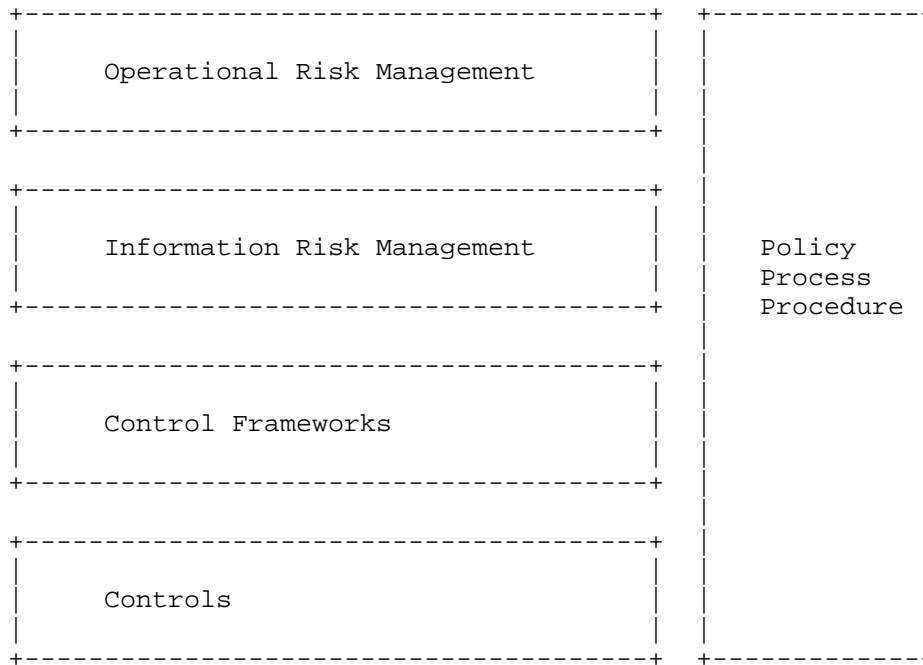 Operational Risk Management
Information Risk Management
Control Frameworks
Controls
Policy
Process
Procedure